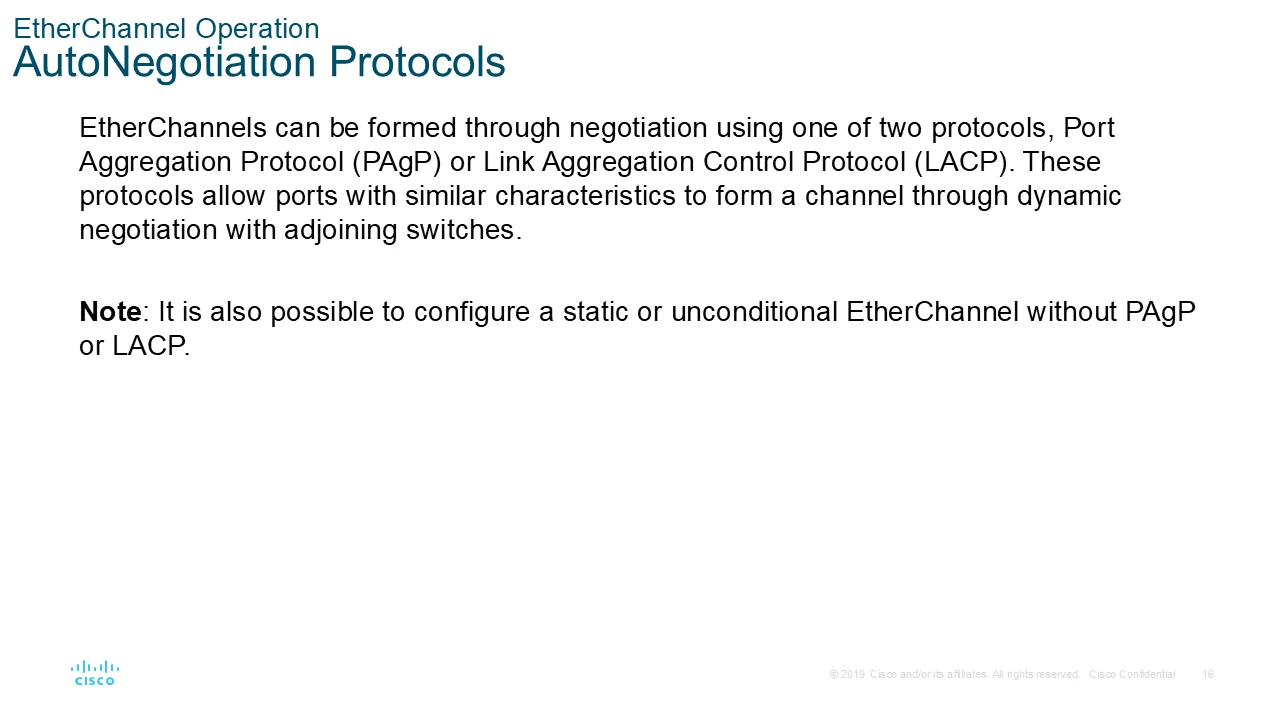 EtherChannel Operation
AutoNegotiation Protocols
EtherChannels can be formed through negotiation using one of two protocols, Port
Aggregation Protocol (PAgP) or Link Aggregation Control Protocol (LACP). These
protocols allow ports with similar characteristics to form a channel through dynamic
negotiation with adjoining switches.
Note: It is also possible to configure a static or unconditional EtherChannel without PAgP
or LACP.
CISCO
© 2019 Cisco and/or its affiliates. All rights reserved. Cisco Confidential 16